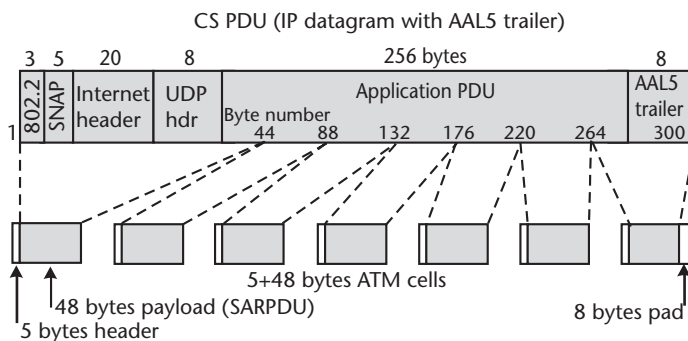 CS PDU (IP datagram with AAL5 trailer)
3 5 20 8 256 bytes 8
802.2 SNAP Internet header UDP hdr Application PDU AAL5 trailer
Byte number
1 44 88 132 176 220 264 300
5+48 bytes ATM cells
48 bytes payload (SARPDU)
8 bytes pad
5 bytes header